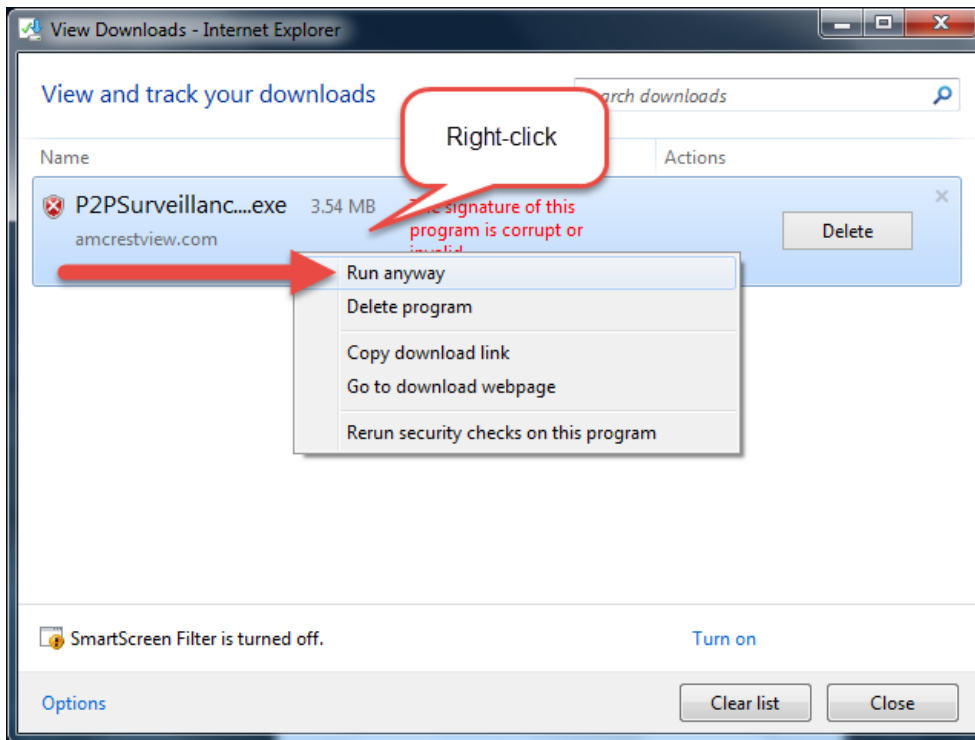 View Downloads - Internet Explorer
View and track your downloads
arch downloads
Right-click
Name
Actions
P2PSurveillanc....exe 3.54 MB
signature of this
program is corrupt or
amcrestview.com
Delete
Run anyway
Delete program
Copy download link
Go to download webpage
Rerun security checks on this program
SmartScreen Filter is turned off.
Turn on
Options
Clear list
Close